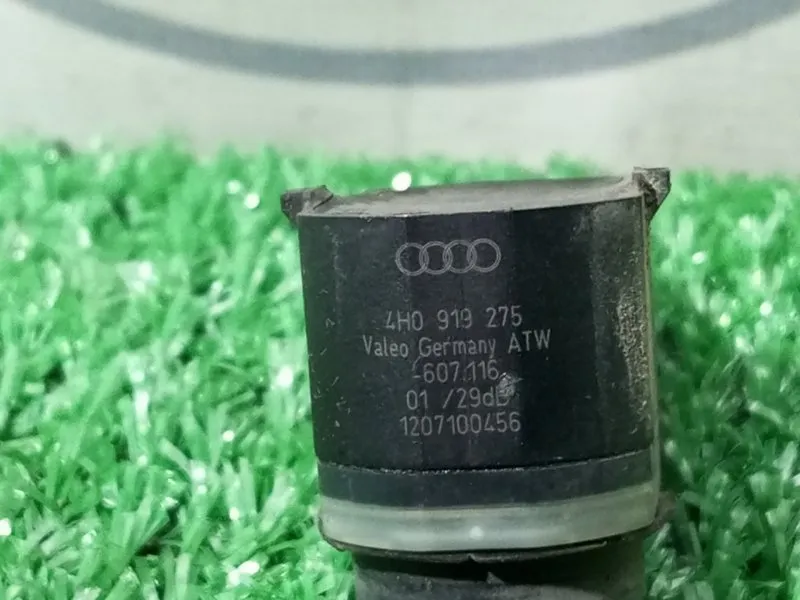 4H0 919 275
Valeo Germany ATW
-607.116
01 /29dB
1207100456